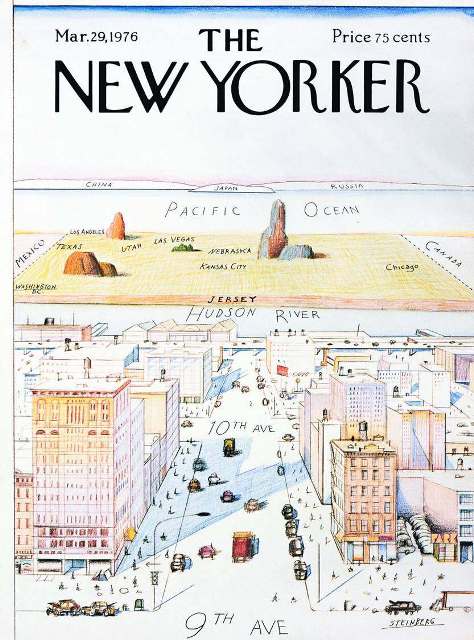 Mar. 29, 1976
THE
Price 75 cents
NEW YORKER
CHINA
JAPAN
RUSSIA
PACIFIC OCEAN
LOS ANGELES
MEXICO
TEXAS
UTAH
LAS VEGAS
NEBRASKA
CANADA
KANSAS CITY
Chicago
WASHINGTON
DC
JERSEY
HUDSON RIVER
10TH AVE
9TH AVE
STEINBERG